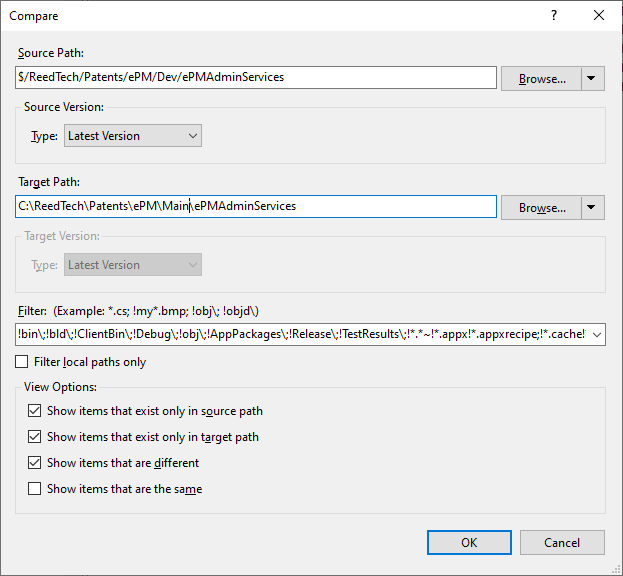 Compare
?
Source Path:
$/ReedTech/Patents/ePM/Dev/ePMAdminServices
Browse...
Source Version:
Type: Latest Version
Target Path:
C:\ReedTech\Patents\ePM\Main\ePMAdminServices
Browse...
Target Version:
Type: Latest Version
Filter: (Example: *.cs; !my*.bmp; !obj\; !objd\)
!bin\;!bld\;!ClientBin\;!Debug\;!obj\;!AppPackages\;!Release\;!TestResults\;!*.*~!*.appx!*.appxrecipe;!*.cache!
Filter local paths only
View Options:
Show items that exist only in source path
Show items that exist only in target path
Show items that are different
Show items that are the same
OK
Cancel